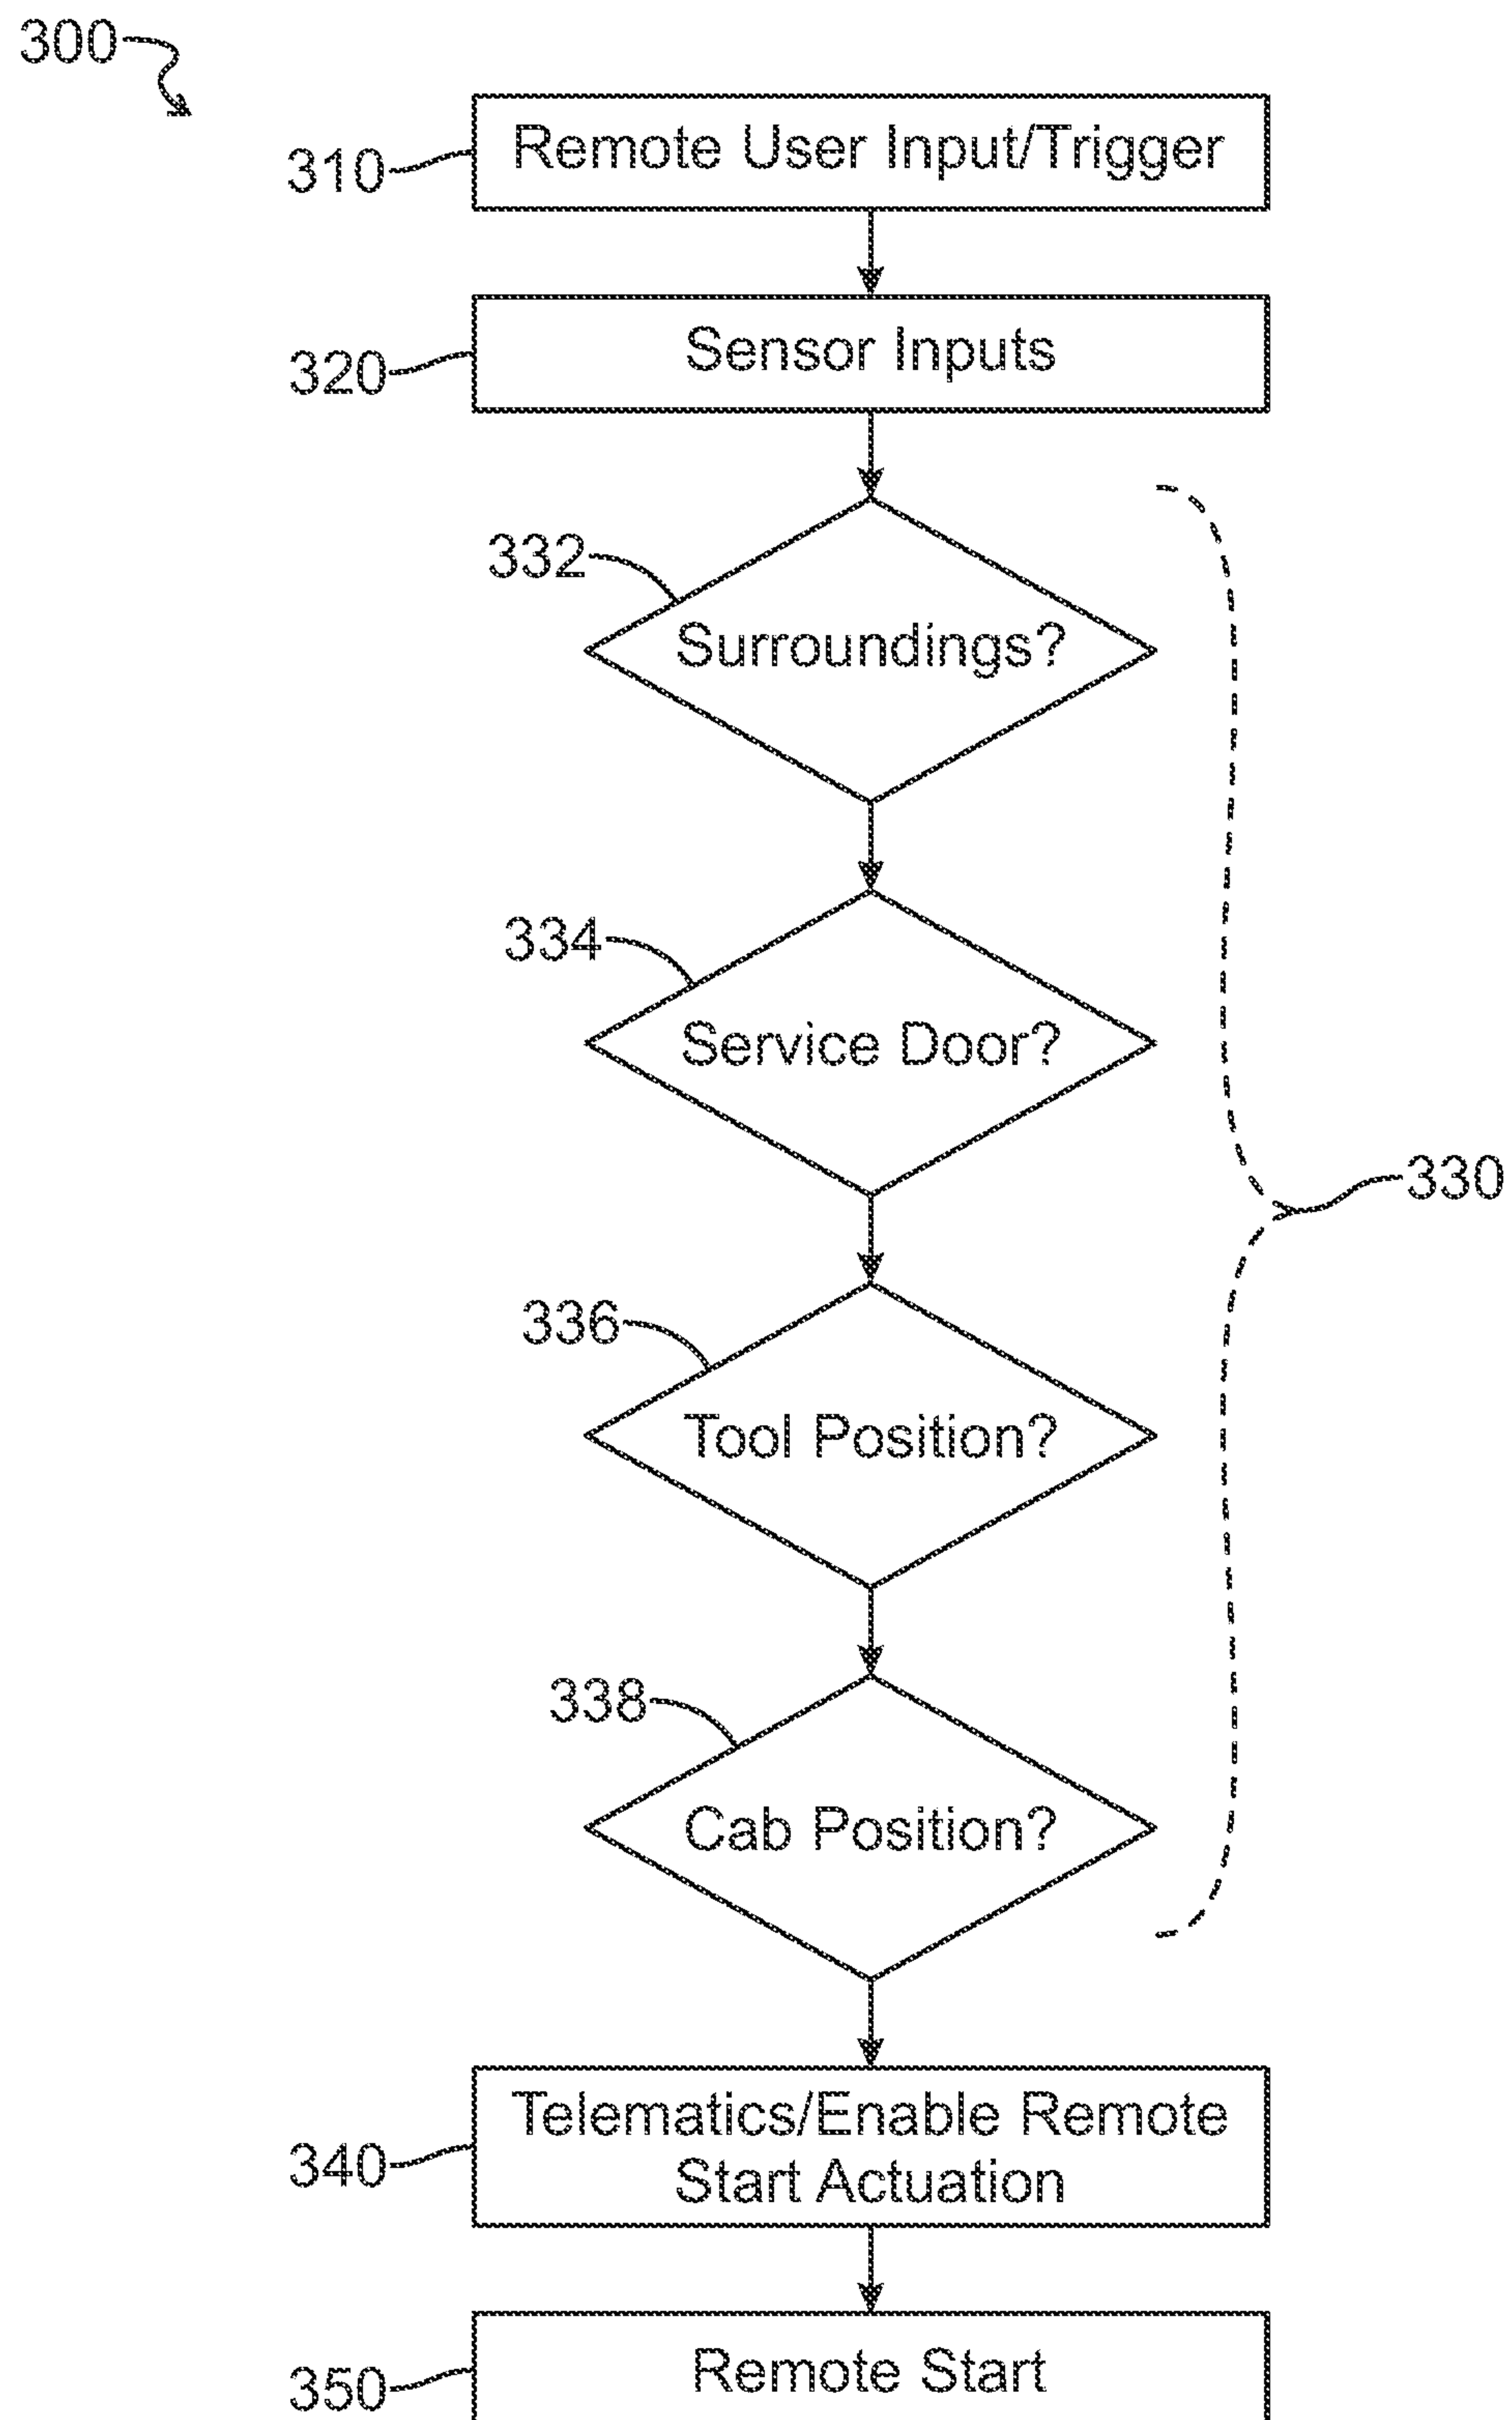 300
310
Remote User Input/Trigger
320
Sensor Inputs
332
Surroundings?
334
Service Door?
330
336
Tool Position?
338
Cab Position?
340
Telematics/Enable Remote
Start Actuation
350
Remote Start